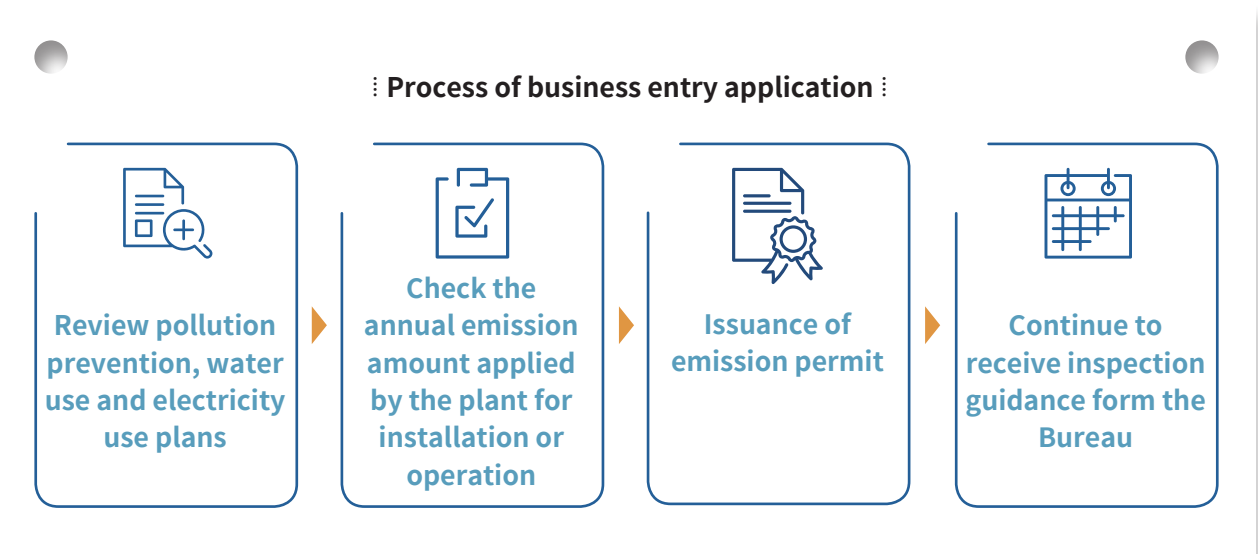 Process of business entry application
Review pollution
prevention, water
use and electricity
use plans
Check the
annual emission
amount applied
by the plant for
installation or
operation
Issuance of
emission permit
Continue to
receive inspection
guidance form the
Bureau